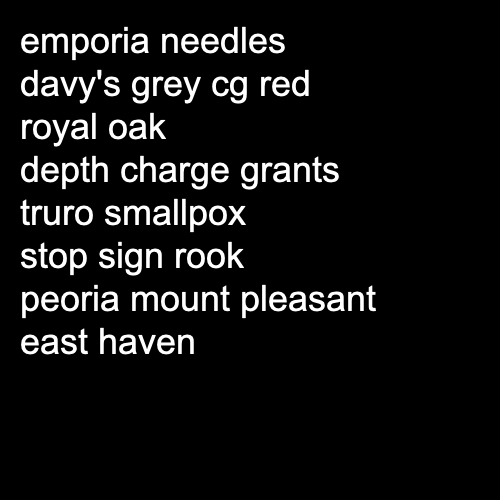 emporia needles
davy's grey cg red
royal oak
depth charge grants
truro smallpox
stop sign rook
peoria mount pleasant
east haven